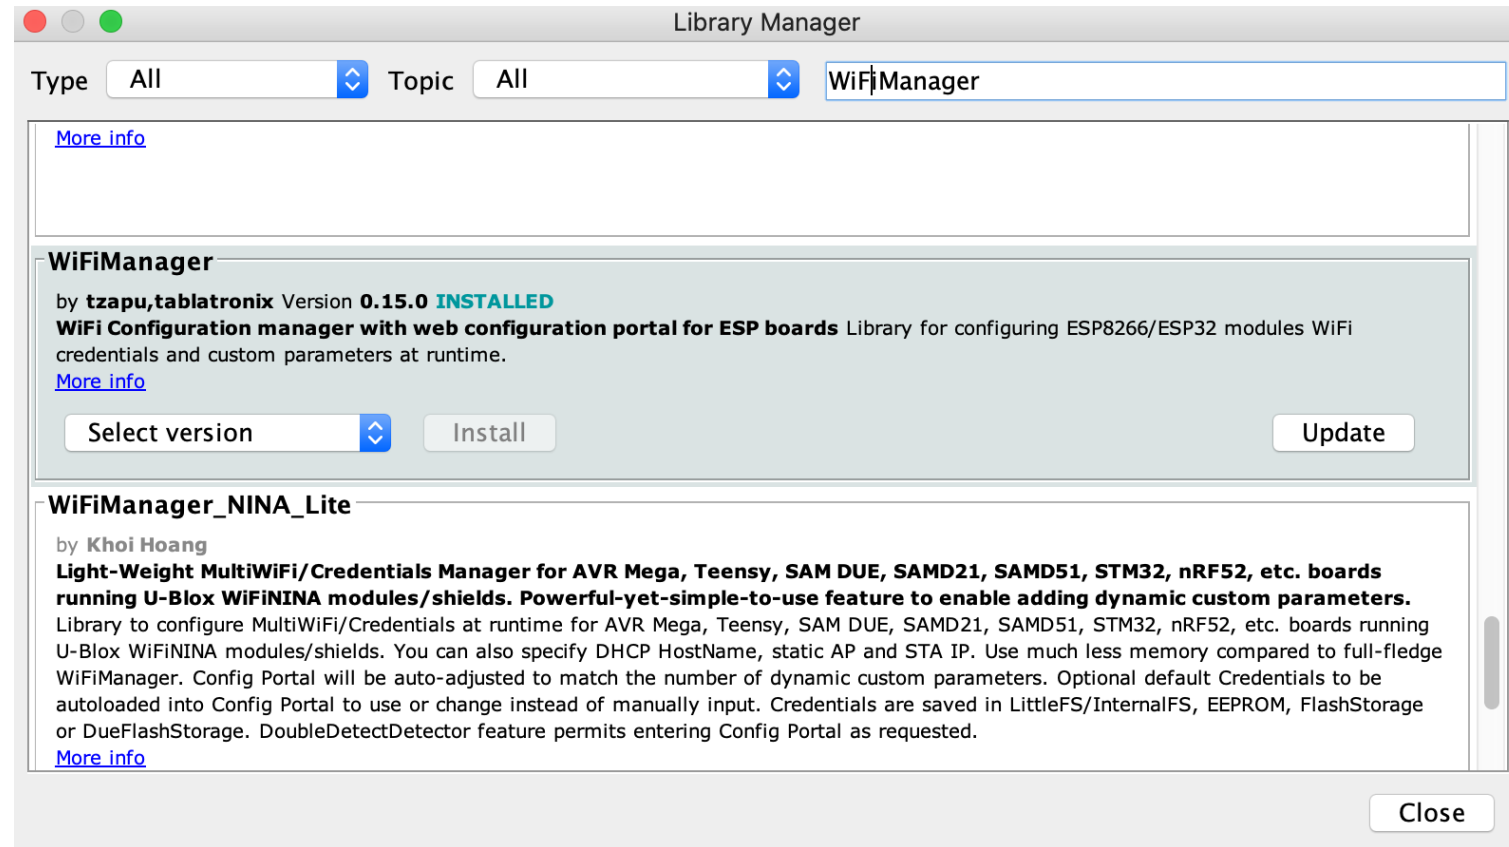 Library Manager
Type All Topic All WiFiManager
More info
WiFiManager
by tzapu,tablatronix Version 0.15.0 INSTALLED
WiFi Configuration manager with web configuration portal for ESP boards Library for configuring ESP8266/ESP32 modules WiFi
credentials and custom parameters at runtime.
More info
Select version Install Update
WiFiManager_NINA_Lite
by Khoi Hoang
Light-Weight MultiWiFi/Credentials Manager for AVR Mega, Teensy, SAM DUE, SAMD21, SAMD51, STM32, nRF52, etc. boards
running U-Blox WiFiNINA modules/shields. Powerful-yet-simple-to-use feature to enable adding dynamic custom parameters.
Library to configure MultiWiFi/Credentials at runtime for AVR Mega, Teensy, SAM DUE, SAMD21, SAMD51, STM32, nRF52, etc. boards running
U-Blox WiFiNINA modules/shields. You can also specify DHCP HostName, static AP and STA IP. Use much less memory compared to full-fledge
WiFiManager. Config Portal will be auto-adjusted to match the number of dynamic custom parameters. Optional default Credentials to be
autoloaded into Config Portal to use or change instead of manually input. Credentials are saved in LittleFS/InternalFS, EEPROM, FlashStorage
or DueFlashStorage. DoubleDetectDetector feature permits entering Config Portal as requested.
More info
Close